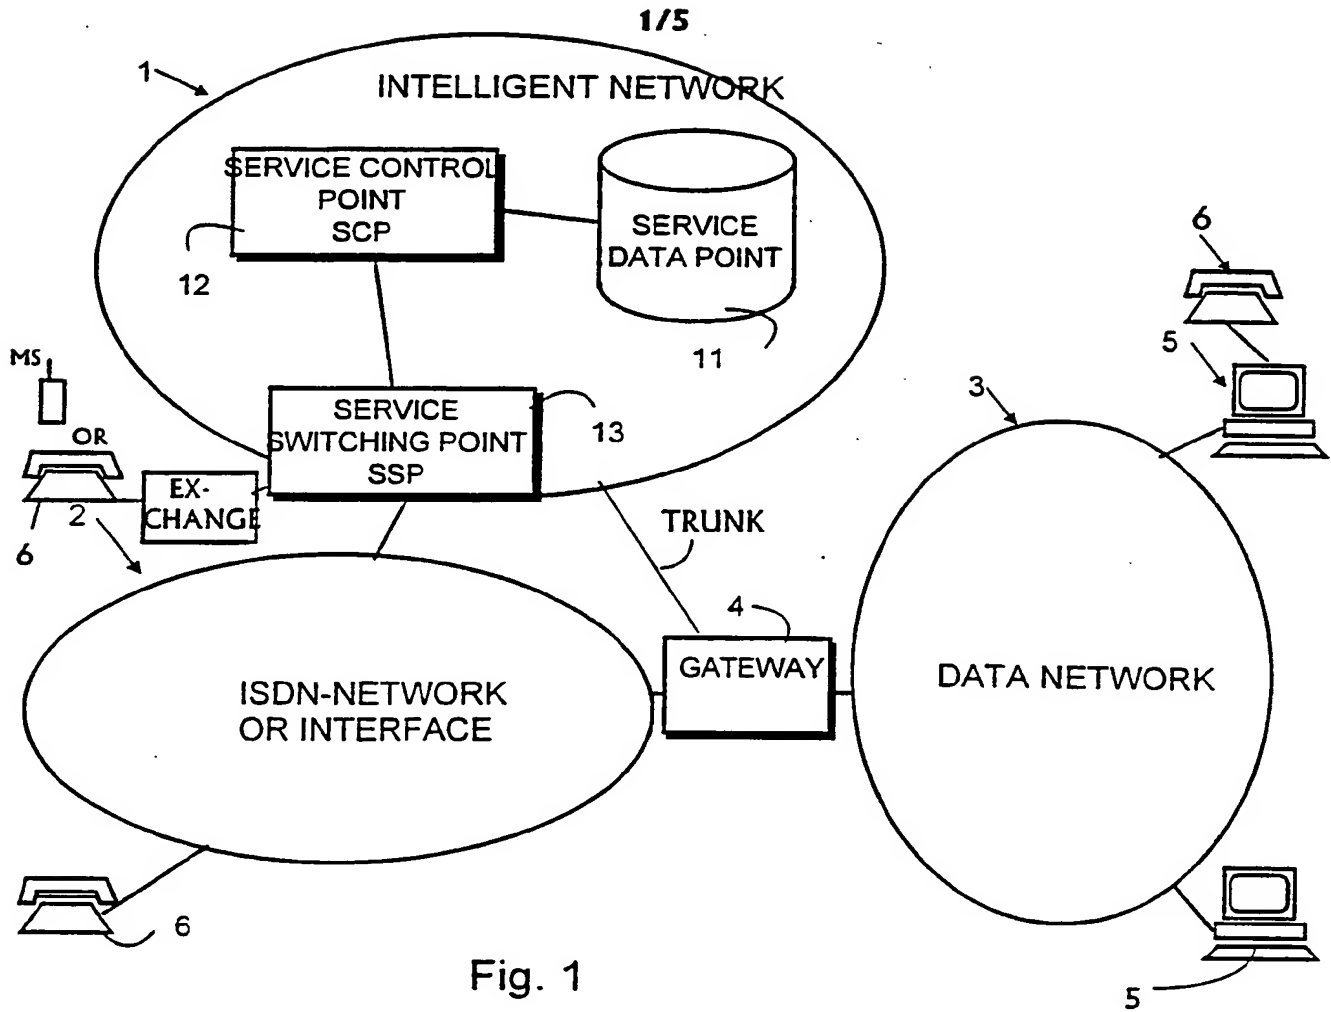 1/5
1
INTELLIGENT NETWORK
SERVICE CONTROL
POINT
SCP
SERVICE
DATA POINT
12
11
6
5
MS
OR
SERVICE
SWITCHING POINT
SSP
13
3
EX-
CHANGE
2
6
TRUNK
4
GATEWAY
DATA NETWORK
ISDN-NETWORK
OR INTERFACE
6
5
Fig. 1